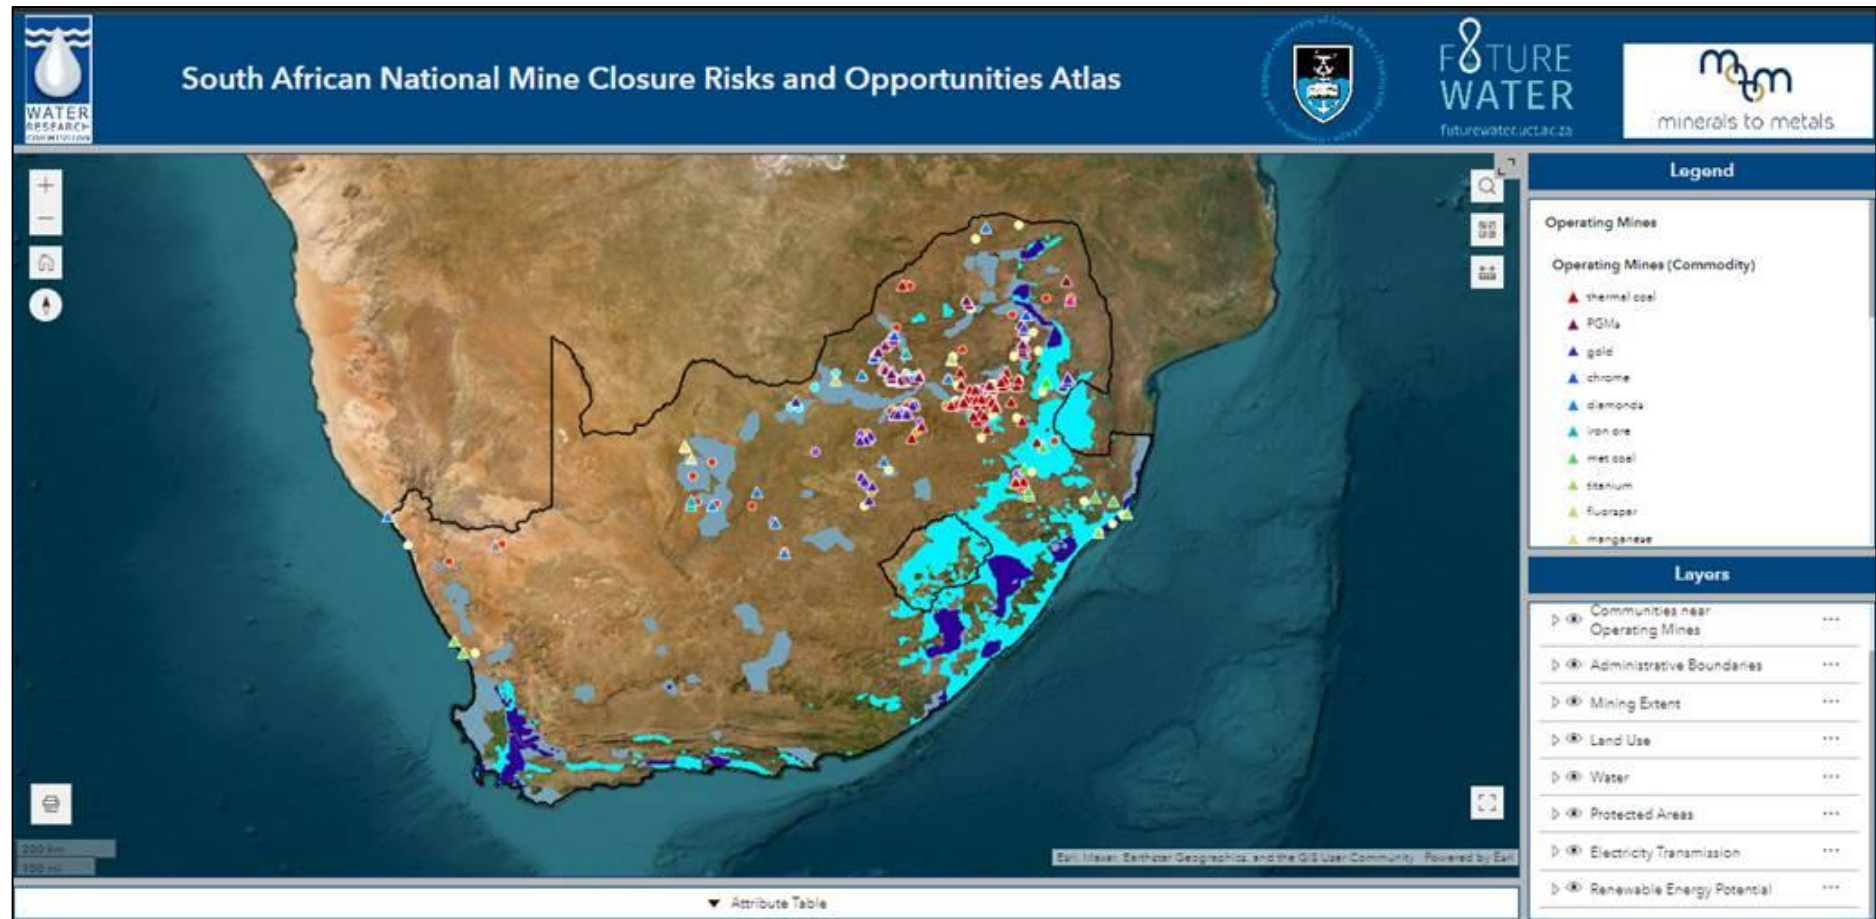 WATER
RESEARCH
COMMISSION
South African National Mine Closure Risks and Opportunities Atlas
FUTURE
WATER
futurewater.uct.ac.za
mtm
minerals to metals
Legend
Operating Mines
Operating Mines (Commodity)
thermal coal
PGMs
gold
chrome
diamonds
iron ore
met coal
titanium
fluorspar
manganese
Layers
Communities near
Operating Mines
Administrative Boundaries
Mining Extent
Land Use
Water
Protected Areas
Electricity Transmission
Renewable Energy Potential
200 km
100 mi
Esri, Maxar, Earthstar Geographics, and the GIS User Community Powered by Esri
Attribute Table